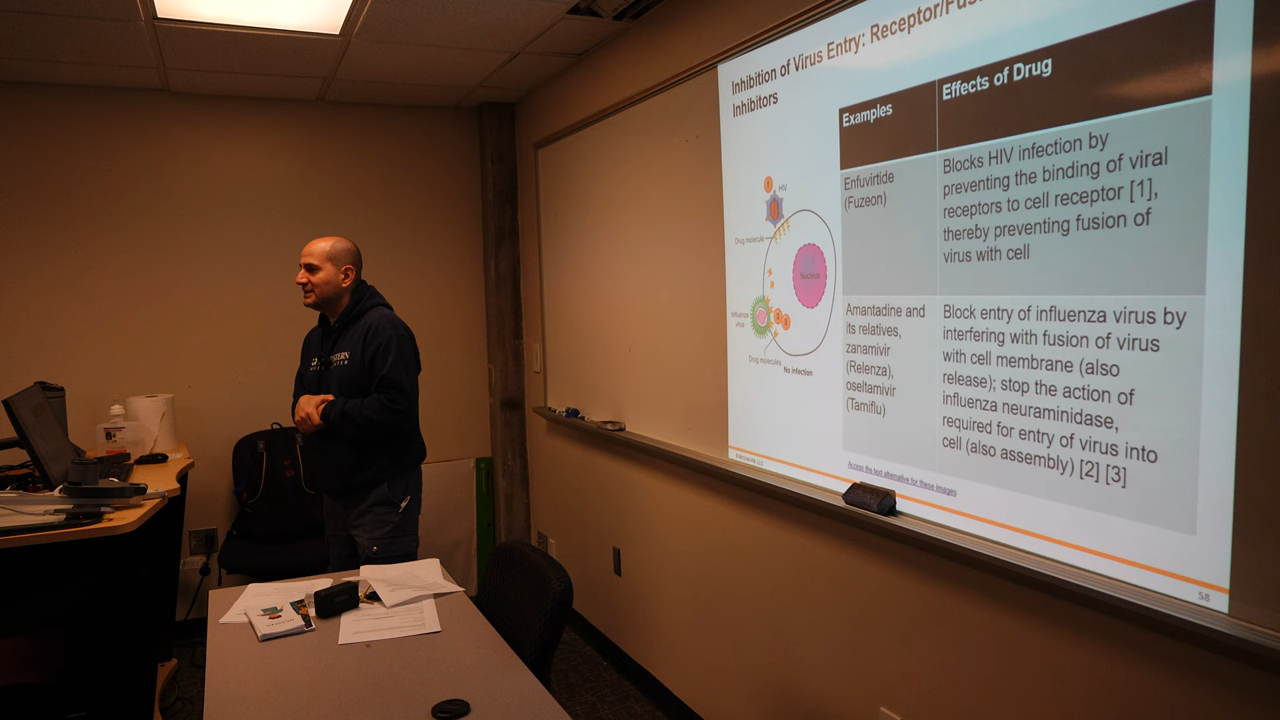 Inhibition of Virus Entry: Receptor/Fus
Inhibitors
Examples
Effects of Drug
Enfuvirtide
(Fuzeon)
Blocks HIV infection by
preventing the binding of viral
receptors to cell receptor [1],
thereby preventing fusion of
virus with cell
Amantadine and
its relatives,
zanamivir
(Relenza),
oseltamivir
(Tamiflu)
Block entry of influenza virus by
interfering with fusion of virus
with cell membrane (also
release); stop the action of
influenza neuraminidase,
required for entry of virus into
cell (also assembly) [2] [3]
1
HIV
Drug molecule
Nucleus
Influenza
virus
2
3
Drug molecules
No infection
Access the text alternative for these images
58